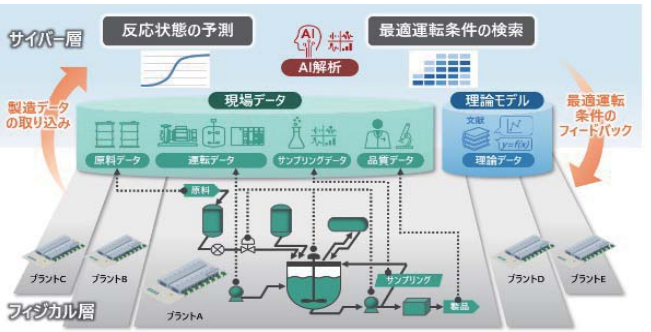 サイバー層
反応状態の予測
AI
AI解析
最適運転条件の検索
製造データ
の取り込み
現場データ
理論モデル
最適運転
条件の
フィードバック
原料データ
運転データ
サンプリングデータ
品質データ
文献
y=f(x)
理論データ
原料
サンプリング
製品
プラントC
プラントB
プラントA
プラントD
プラントE
フィジカル層